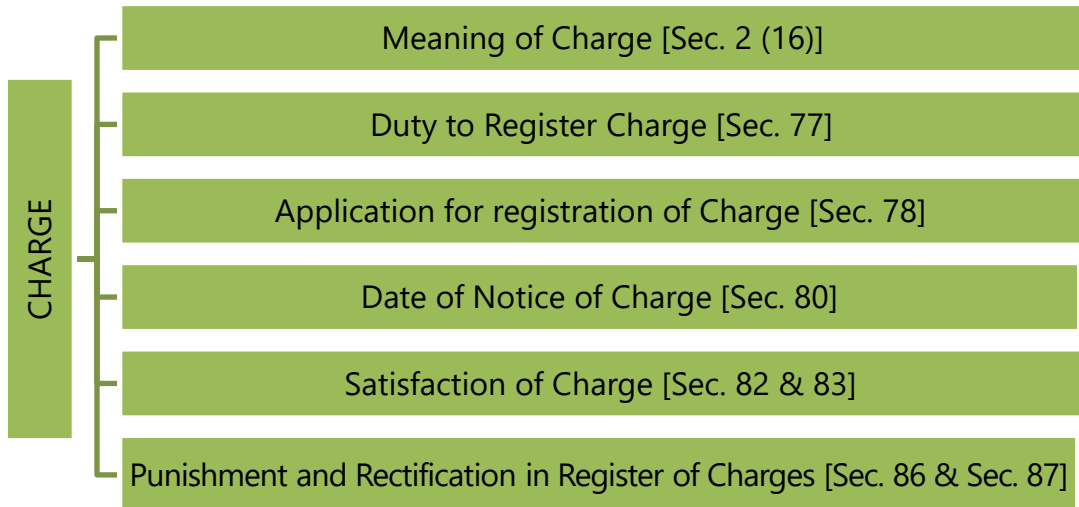 CHARGE
Meaning of Charge [Sec. 2 (16)]
Duty to Register Charge [Sec. 77]
Application for registration of Charge [Sec. 78]
Date of Notice of Charge [Sec. 80]
Satisfaction of Charge [Sec. 82 & 83]
Punishment and Rectification in Register of Charges [Sec. 86 & Sec. 87]